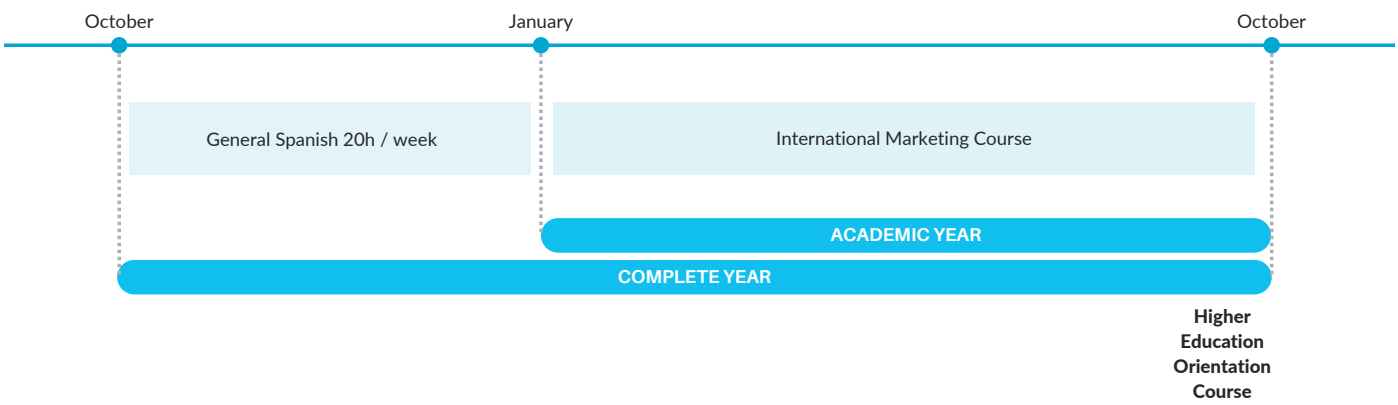 October
January
October
General Spanish 20h / week
International Marketing Course
ACADEMIC YEAR
COMPLETE YEAR
Higher
Education
Orientation
Course